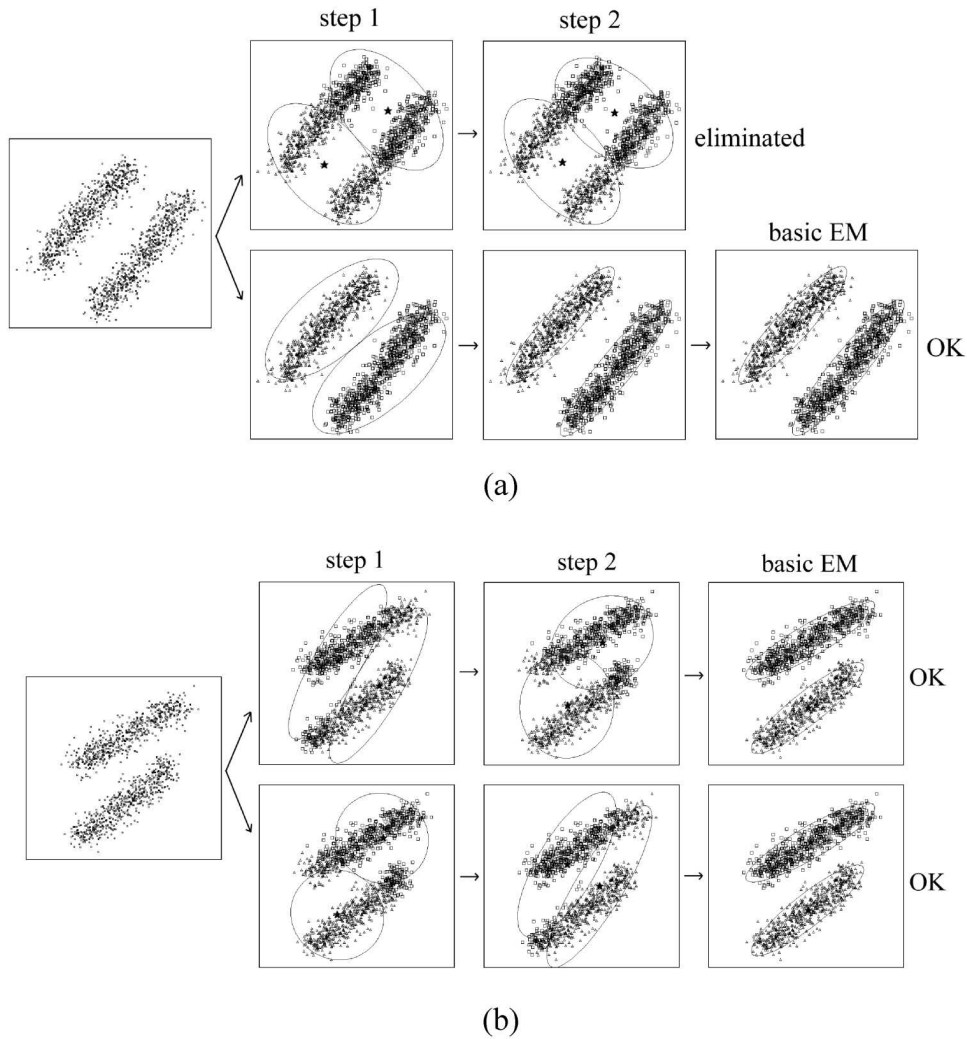 step 1
step 2
eliminated
basic EM
OK
(a)
step 1
step 2
basic EM
OK
OK
(b)